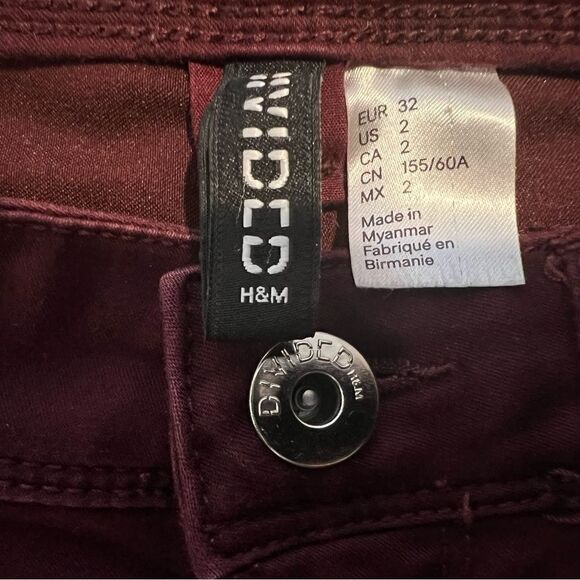 DIVIDED
H&M
EUR 32
US 2
CA 2
CN 155/60A
MX 2
Made in
Myanmar
Fabriqué en
Birmanie
DIVIDED
H&M